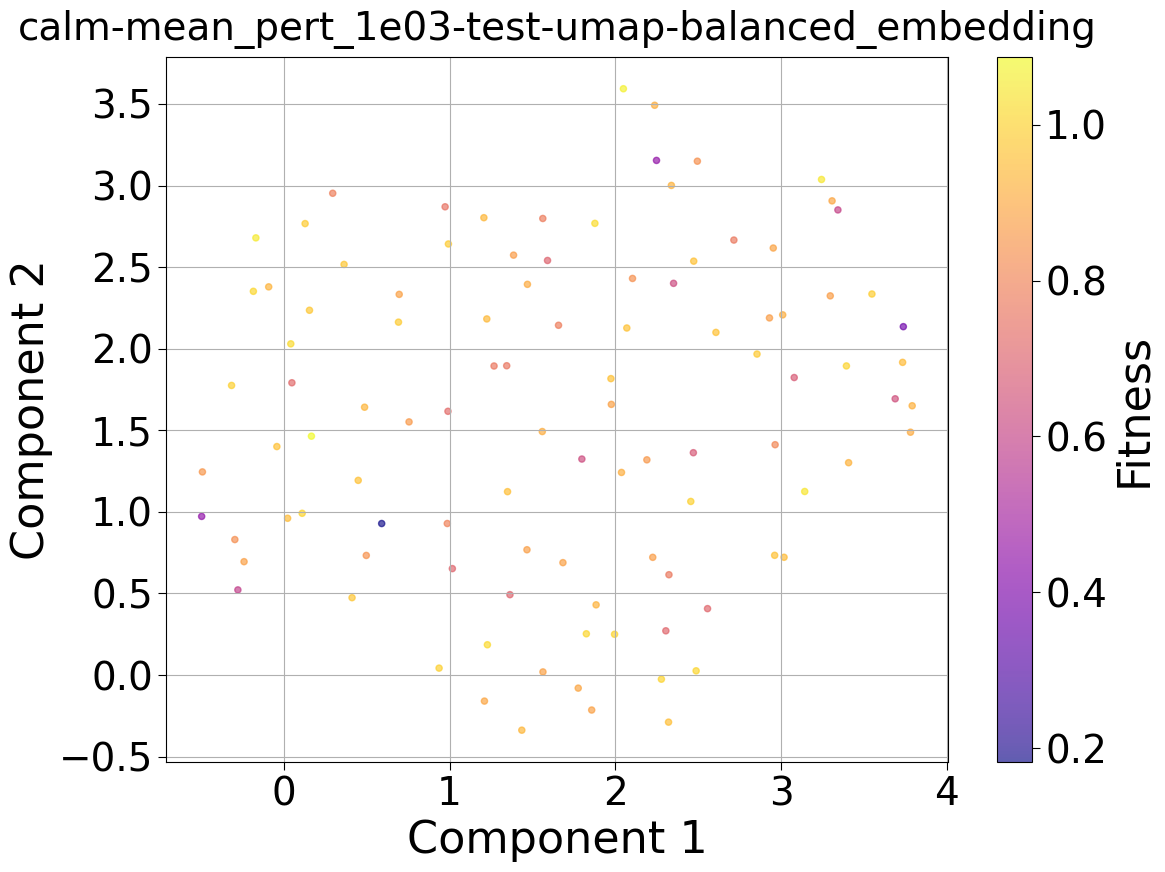 calm-mean_pert_1e03-test-umap-balanced_embedding
3.5
3.0
2.5
2.0
1.5
1.0
0.5
0.0
−0.5
Component 2
0 1 2 3 4
Component 1
1.0
0.8
0.6
0.4
0.2
Fitness